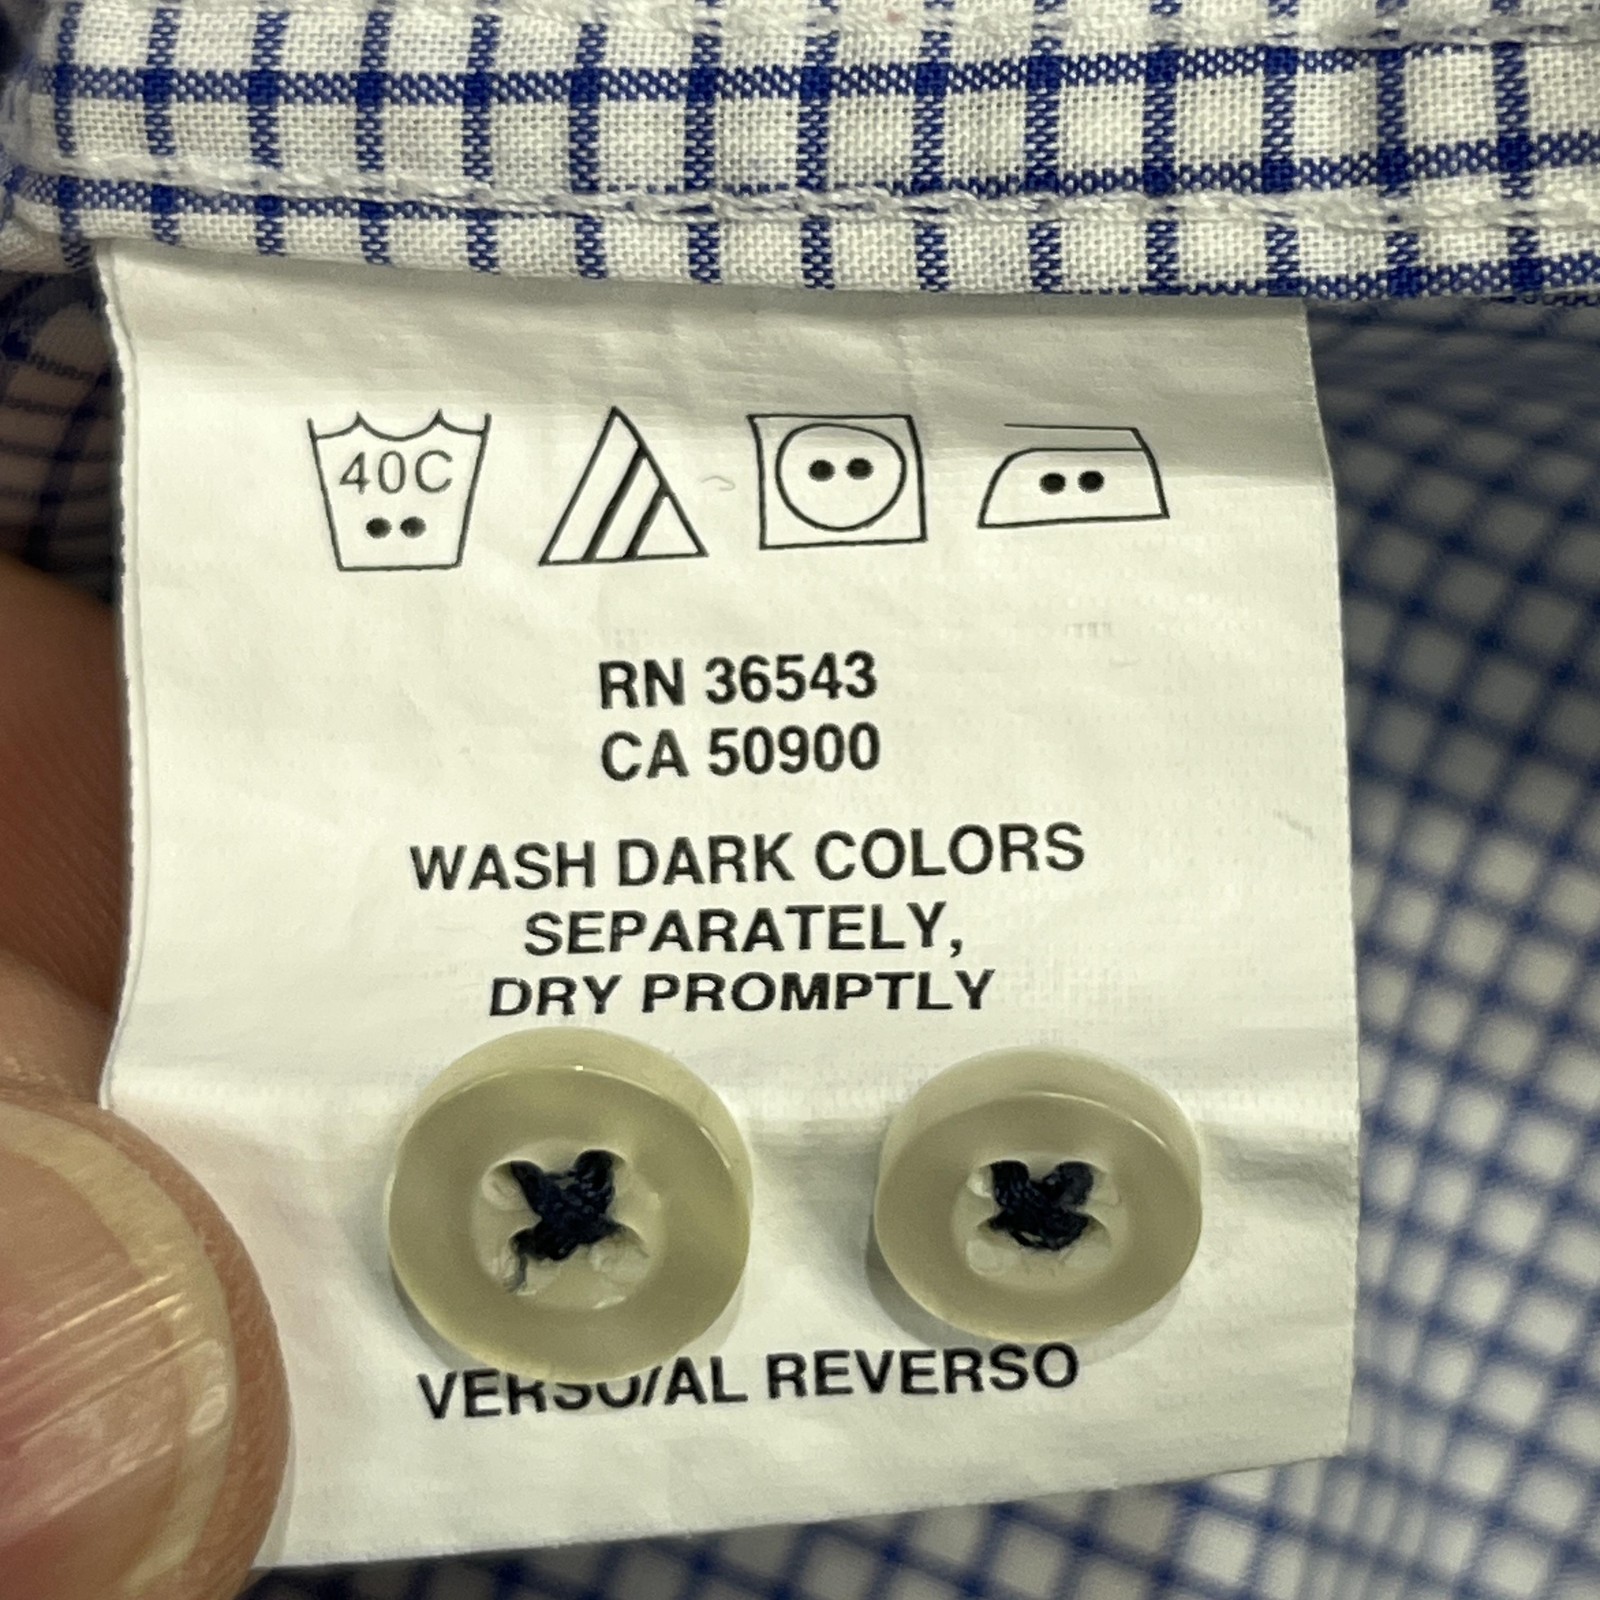 40C
RN 36543
CA 50900
WASH DARK COLORS
SEPARATELY,
DRY PROMPTLY
VERSO/AL REVERSO